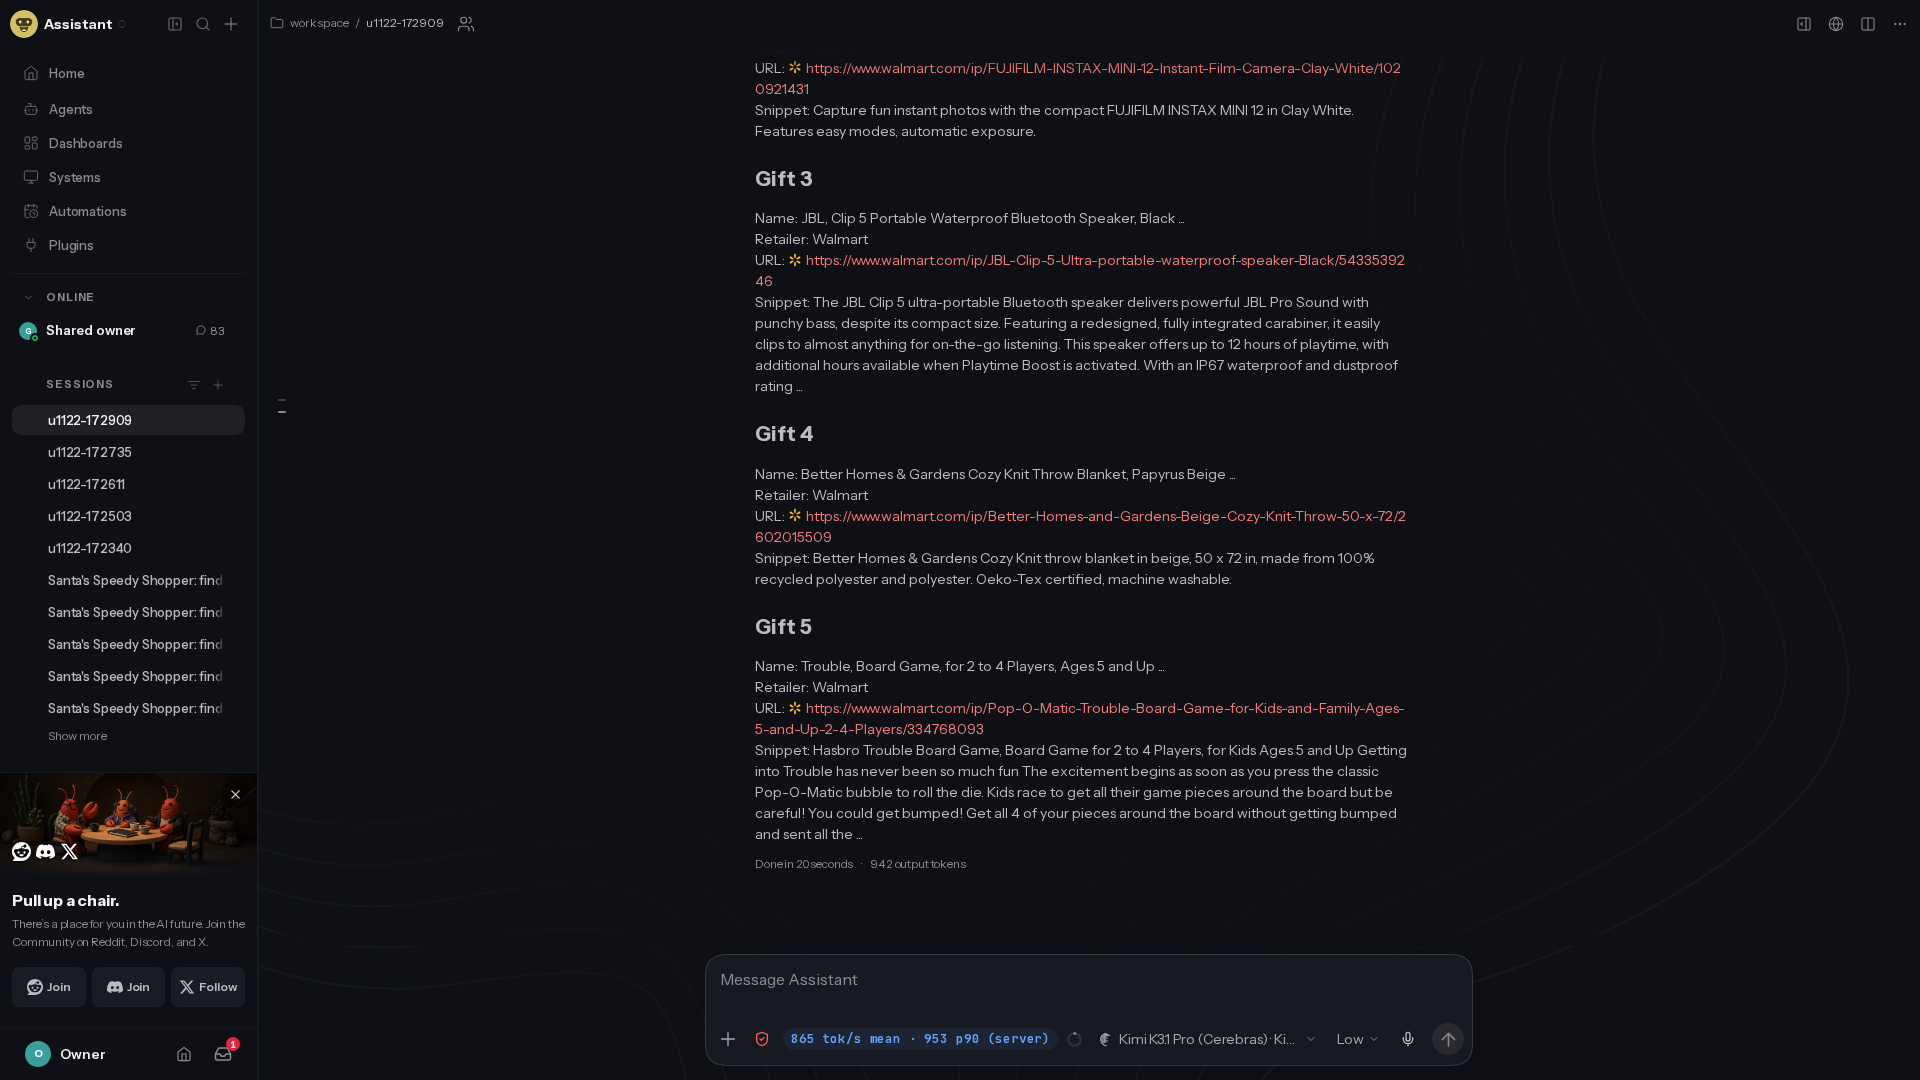 Assistant
Home
Agents
Dashboards
Systems
Automations
Plugins
ONLINE
G
Shared owner
83
SESSIONS
u1122-172909
u1122-172735
u1122-172611
u1122-172503
u1122-172340
Santa's Speedy Shopper: find
Santa's Speedy Shopper: find
Santa's Speedy Shopper: find
Santa's Speedy Shopper: find
Santa's Speedy Shopper: find
Show more
Pull up a chair.
There's a place for you in the AI future. Join the
Community on Reddit, Discord, and X.
Join
Join
Follow
O
Owner
1
workspace / u1122-172909
URL: https://www.walmart.com/ip/FUJIFILM-INSTAX-MINI-12-Instant-Film-Camera-Clay-White/102
0921431
Snippet: Capture fun instant photos with the compact FUJIFILM INSTAX MINI 12 in Clay White.
Features easy modes, automatic exposure.
Gift 3
Name: JBL, Clip 5 Portable Waterproof Bluetooth Speaker, Black ...
Retailer: Walmart
URL: https://www.walmart.com/ip/JBL-Clip-5-Ultra-portable-waterproof-speaker-Black/54335392
46
Snippet: The JBL Clip 5 ultra-portable Bluetooth speaker delivers powerful JBL Pro Sound with
punchy bass, despite its compact size. Featuring a redesigned, fully integrated carabiner, it easily
clips to almost anything for on-the-go listening. This speaker offers up to 12 hours of playtime, with
additional hours available when Playtime Boost is activated. With an IP67 waterproof and dustproof
rating ...
Gift 4
Name: Better Homes & Gardens Cozy Knit Throw Blanket, Papyrus Beige ...
Retailer: Walmart
URL: https://www.walmart.com/ip/Better-Homes-and-Gardens-Beige-Cozy-Knit-Throw-50-x-72/2
602015509
Snippet: Better Homes & Gardens Cozy Knit throw blanket in beige, 50 x 72 in, made from 100%
recycled polyester and polyester. Oeko-Tex certified, machine washable.
Gift 5
Name: Trouble, Board Game, for 2 to 4 Players, Ages 5 and Up ...
Retailer: Walmart
URL: https://www.walmart.com/ip/Pop-O-Matic-Trouble-Board-Game-for-Kids-and-Family-Ages-
5-and-Up-2-4-Players/334768093
Snippet: Hasbro Trouble Board Game, Board Game for 2 to 4 Players, for Kids Ages 5 and Up Getting
into Trouble has never been so much fun The excitement begins as soon as you press the classic
Pop-O-Matic bubble to roll the die. Kids race to get all their game pieces around the board but be
careful! You could get bumped! Get all 4 of your pieces around the board without getting bumped
and sent all the ...
Done in 20 seconds · 942 output tokens
Message Assistant
865 tok/s mean · 953 p90 (server)
Kimi K3.1 Pro (Cerebras) · Ki...
Low